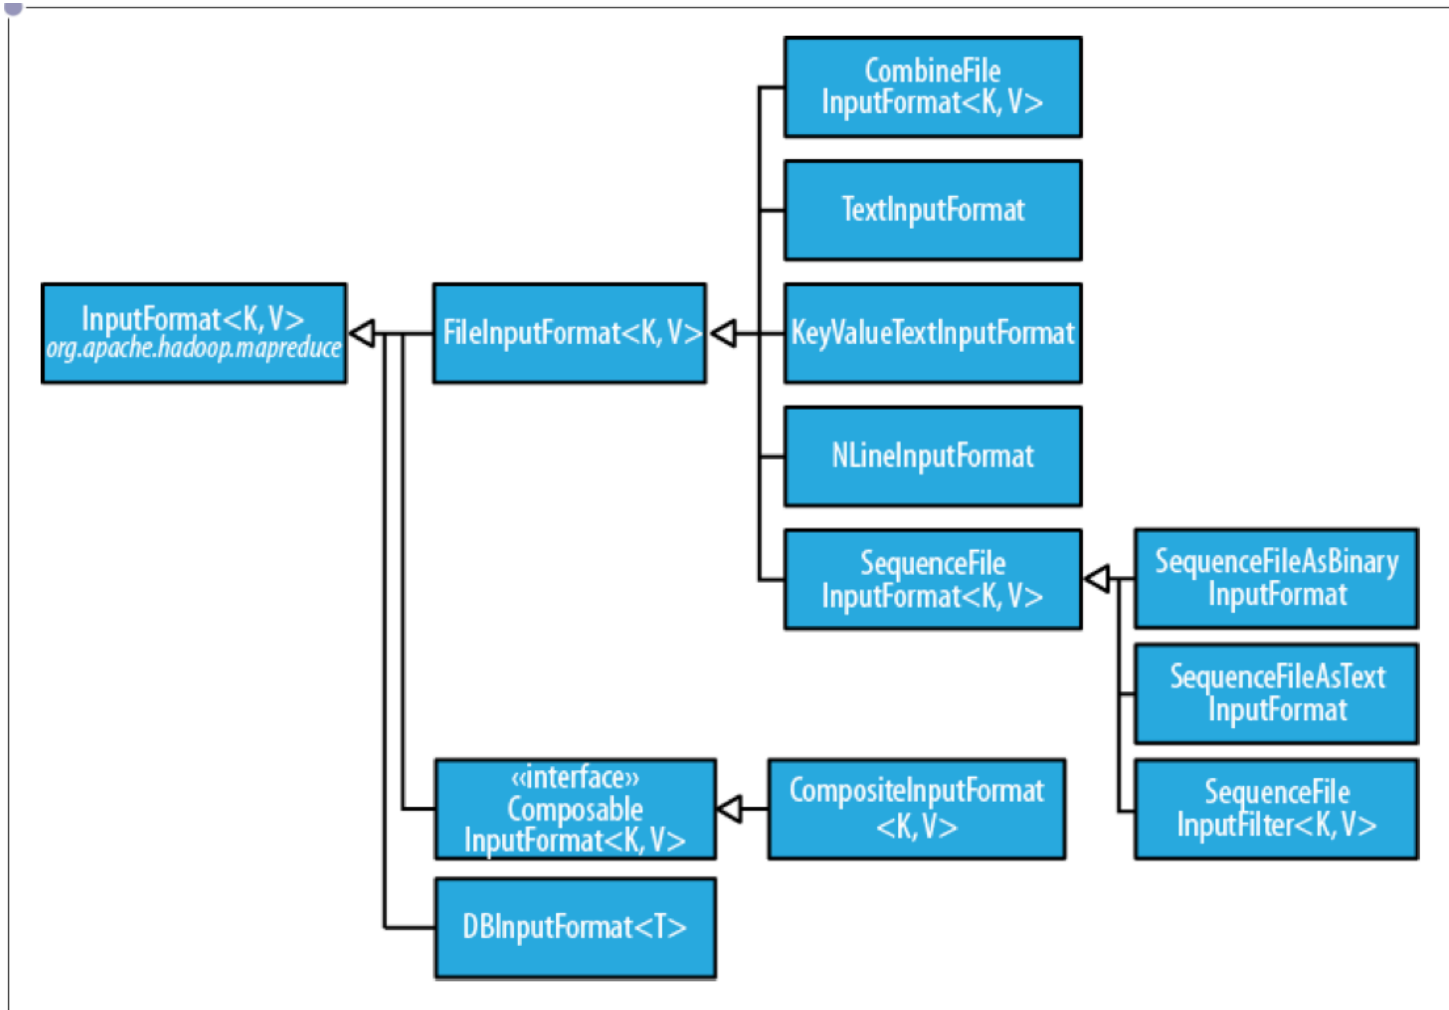 CombineFile
InputFormat<K, V>
TextInputFormat
InputFormat<K, V>
org.apache.hadoop.mapreduce
FileInputFormat<K, V>
KeyValueTextInputFormat
NLineInputFormat
SequenceFile
InputFormat<K, V>
SequenceFileAsBinary
InputFormat
SequenceFileAsText
InputFormat
«interface»
Composable
InputFormat<K, V>
CompositeInputFormat
<K, V>
SequenceFile
InputFilter<K, V>
DBInputFormat<T>